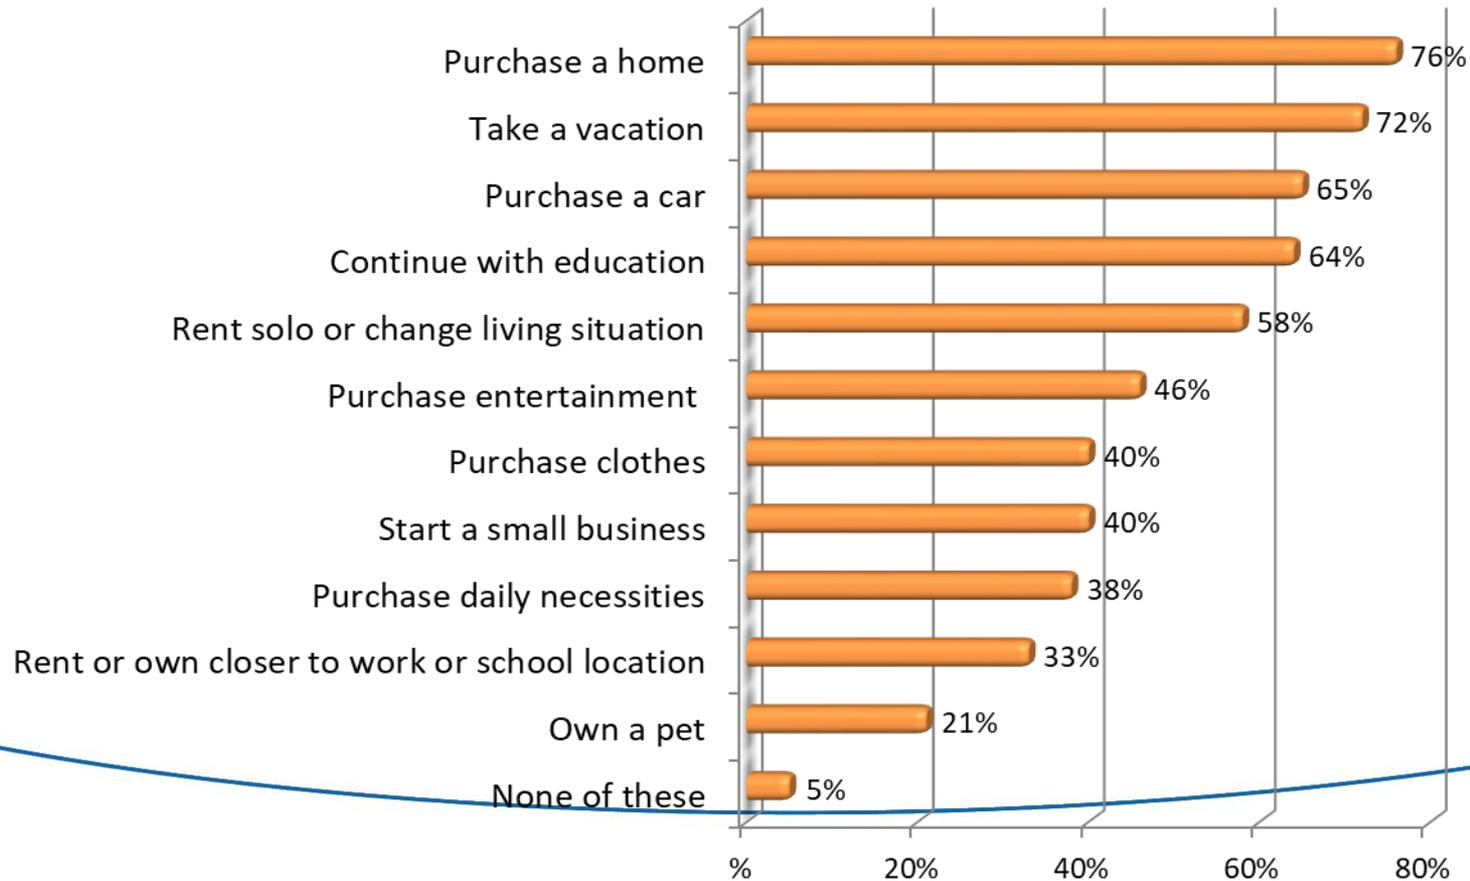 Purchase a home 76%
Take a vacation 72%
Purchase a car 65%
Continue with education 64%
Rent solo or change living situation 58%
Purchase entertainment 46%
Purchase clothes 40%
Start a small business 40%
Purchase daily necessities 38%
Rent or own closer to work or school location 33%
Own a pet 21%
None of these 5%
% 20% 40% 60% 80%